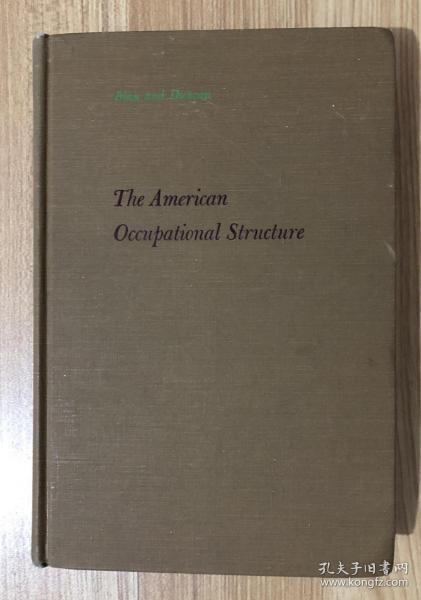 Blau and Duncan
The American
Occupational Structure
孔夫子旧书网
www.kongfz.com